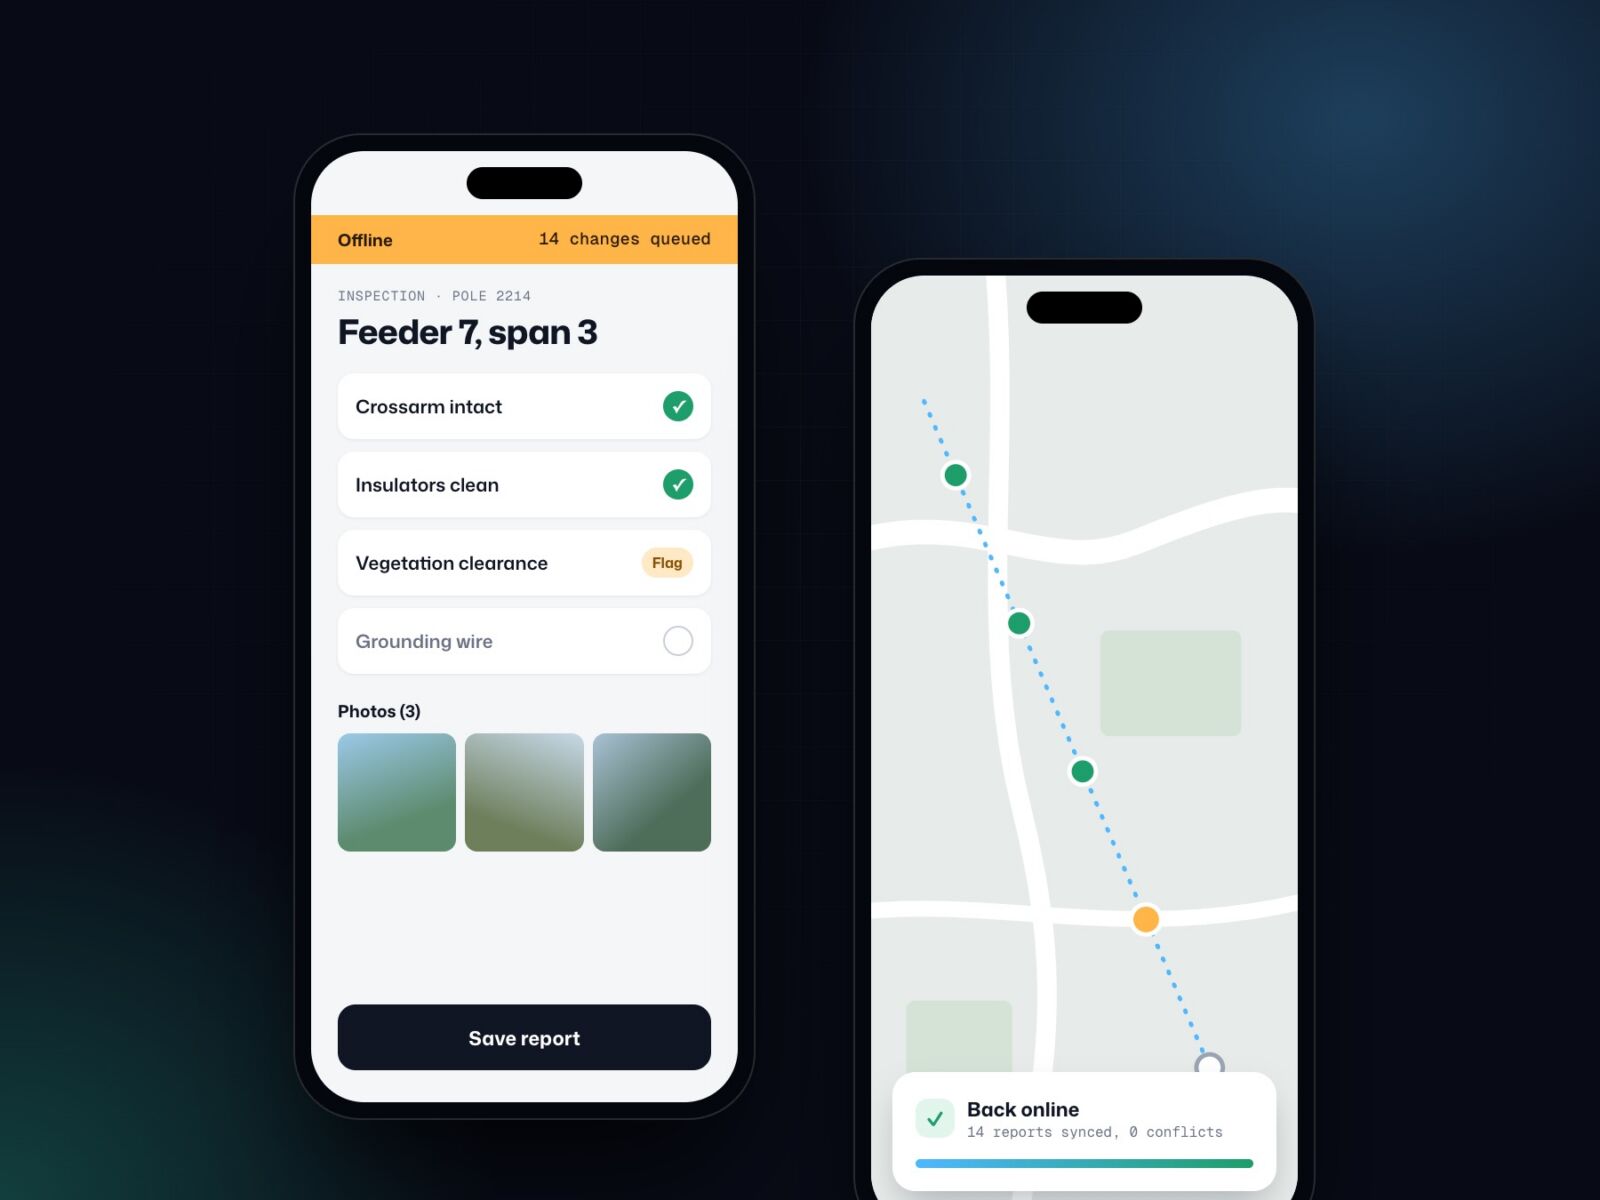 Offline
14 changes queued
INSPECTION · POLE 2214
Feeder 7, span 3
Crossarm intact
Insulators clean
Vegetation clearance
Flag
Grounding wire
Photos (3)
Save report
Back online
14 reports synced, 0 conflicts